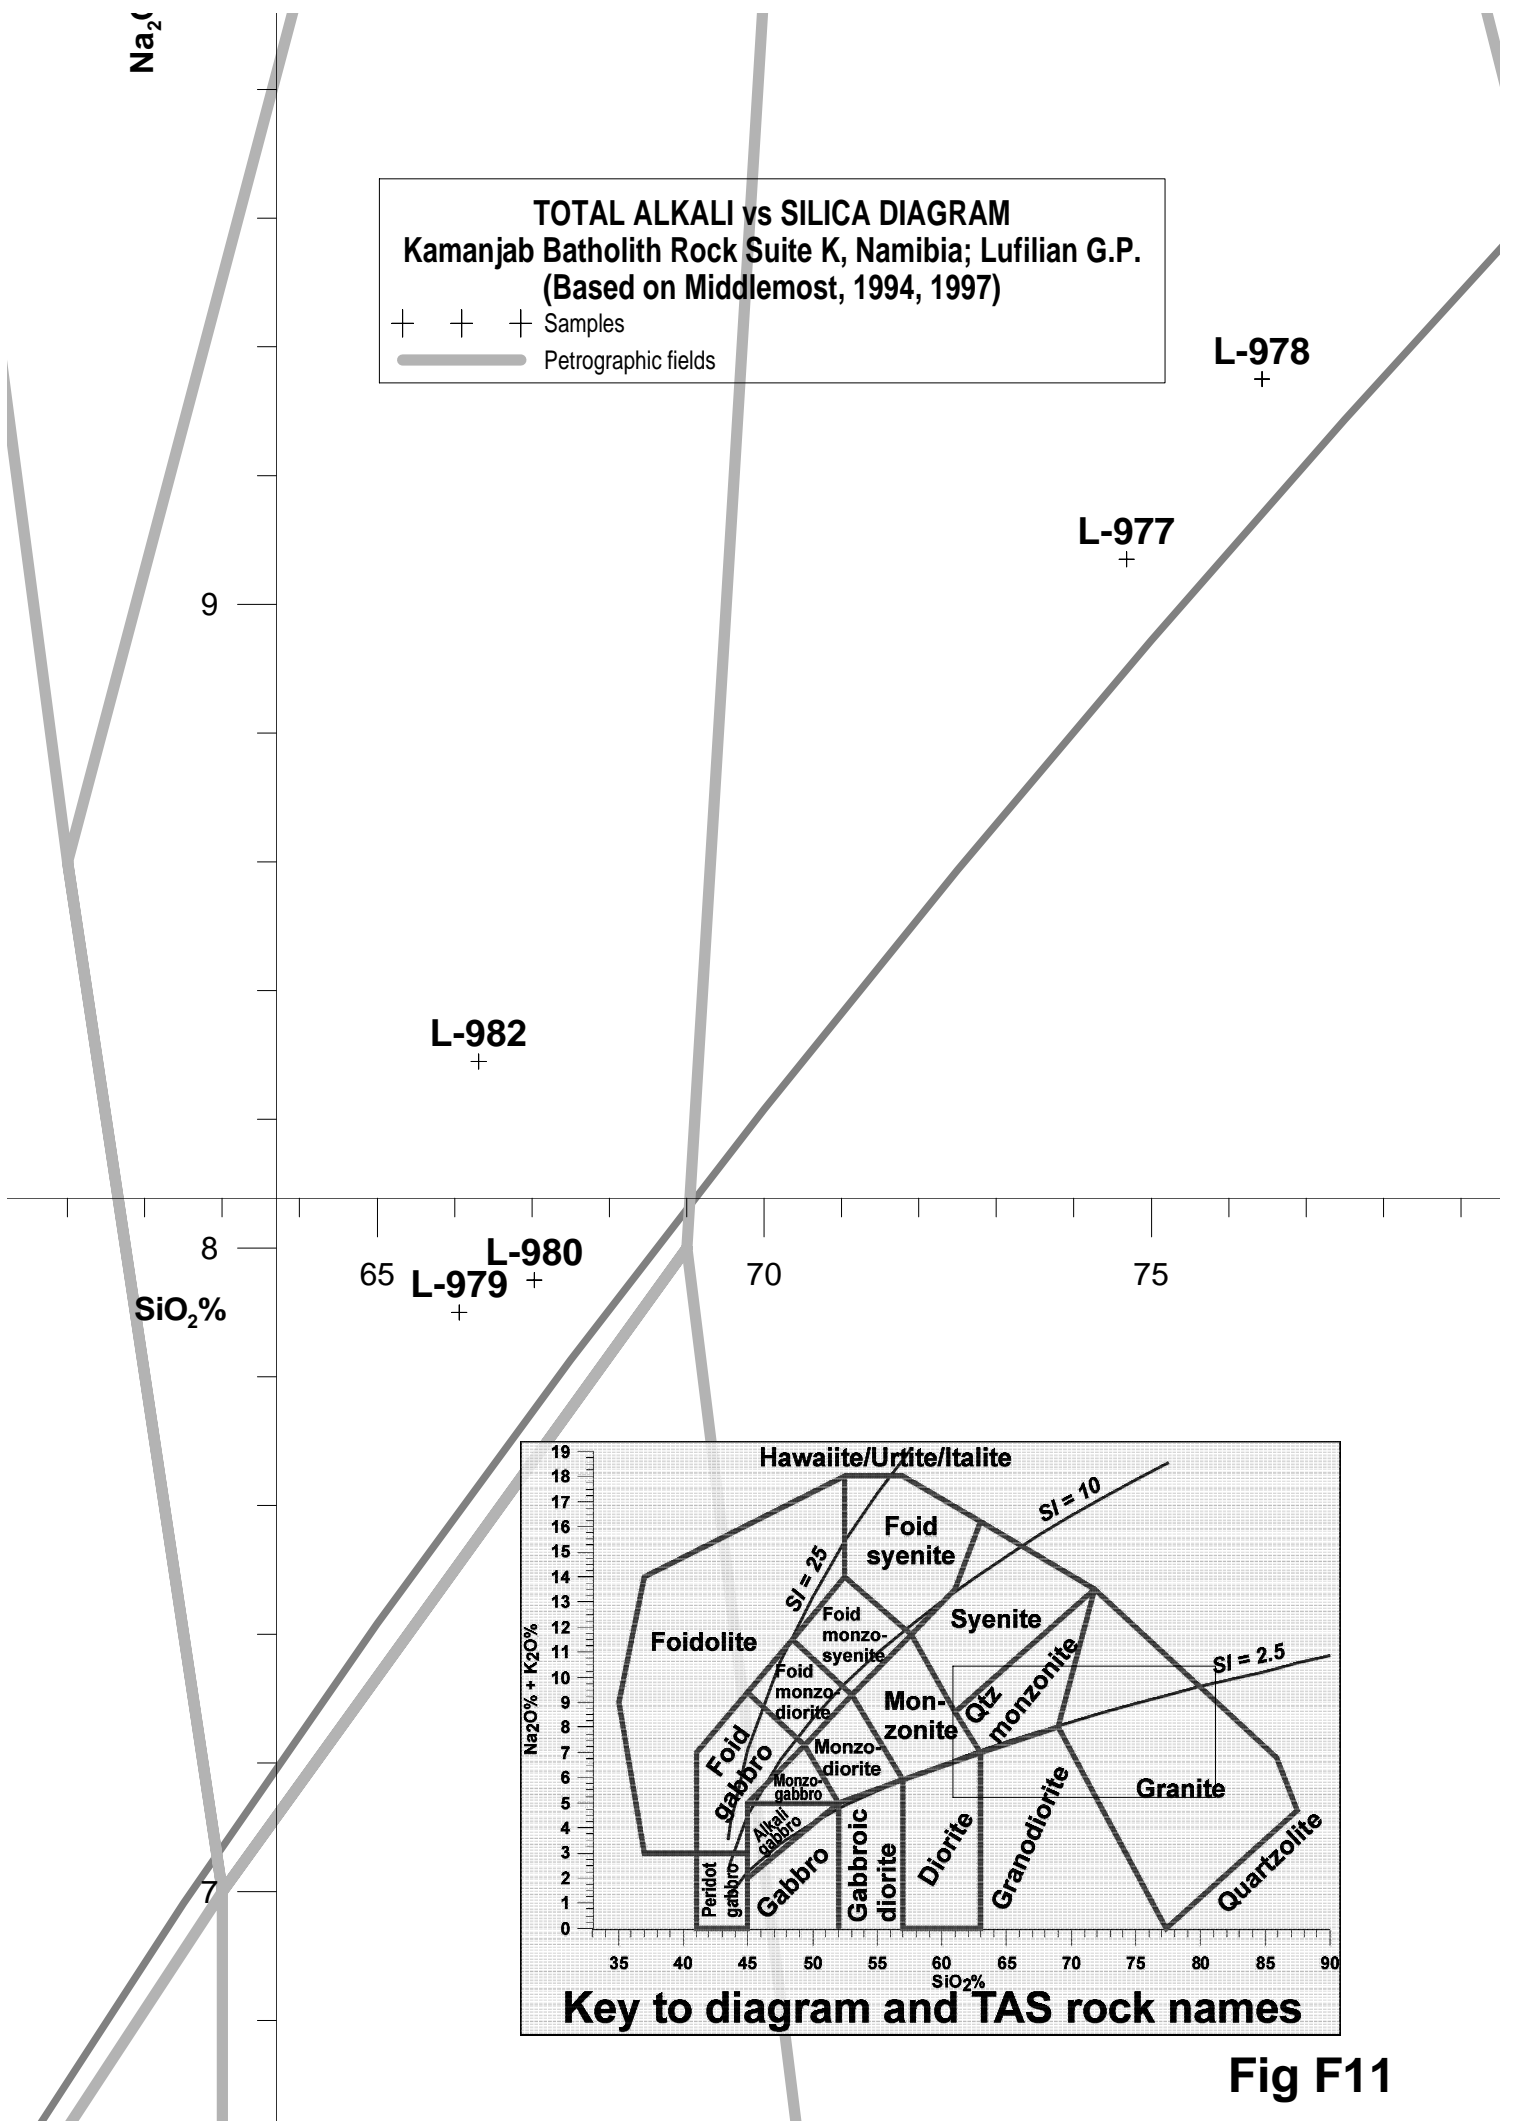 Na₂O
TOTAL ALKALI vs SILICA DIAGRAM
Kamanjab Batholith Rock Suite K, Namibia; Lufilian G.P.
(Based on Middlemost, 1994, 1997)
Samples
Petrographic fields
L-978
L-977
9
L-982
8
L-980
L-979
65
70
75
SiO₂%
7
Hawaiite/Urtite/Italite
19
18
17
16
15
14
13
12
11
10
9
8
7
6
5
4
3
2
1
0
Na2O% + K2O%
SI = 10
SI = 25
SI = 2.5
Foid
syenite
Foidolite
Foid
monzo-
syenite
Syenite
Foid
monzo-
diorite
Mon-
zonite
Qtz
monzonite
Foid
gabbro
Monzo-
diorite
Monzo-
gabbro
Alkali
gabbro
Peridot
gabbro
Gabbro
Gabbroic
diorite
Diorite
Granodiorite
Granite
Quartzolite
35
40
45
50
55
60
65
70
75
80
85
90
SiO2%
Key to diagram and TAS rock names
Fig F11